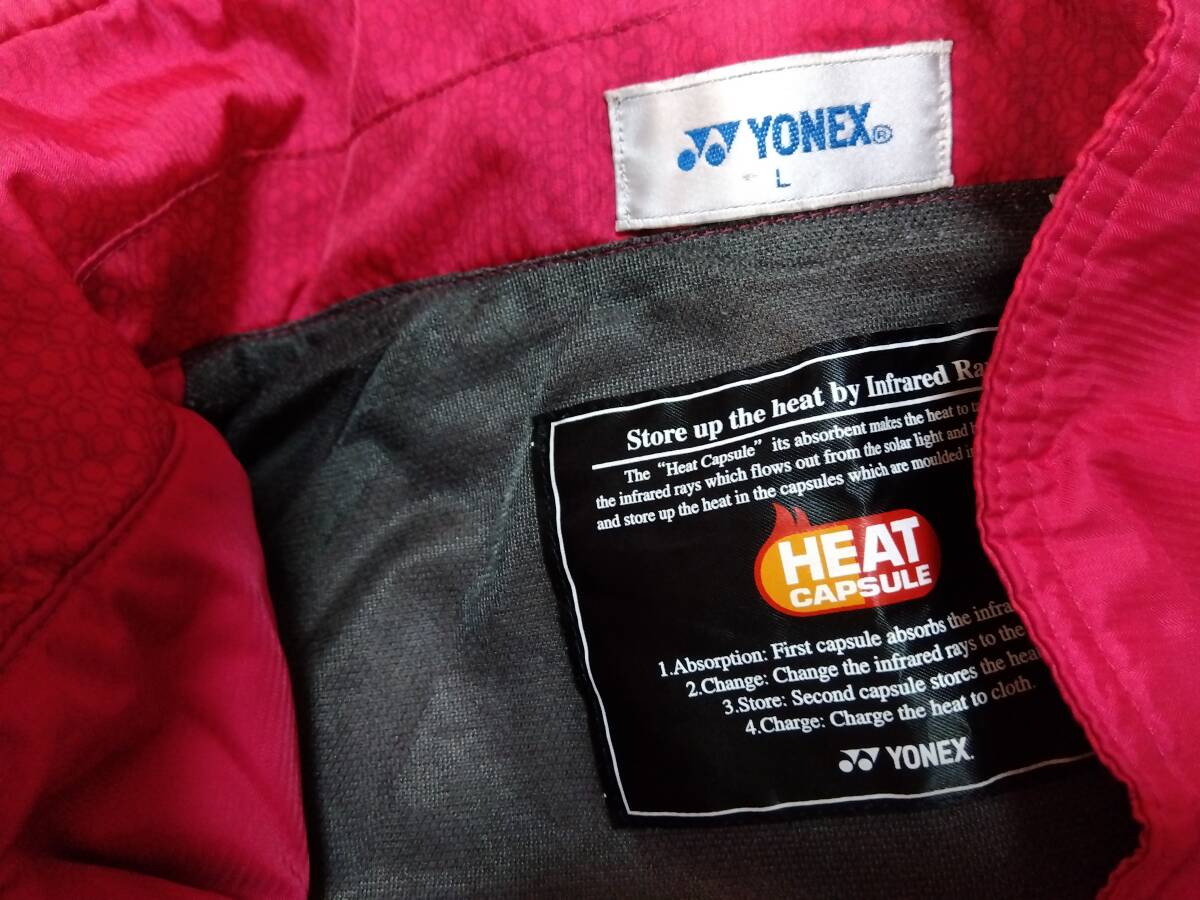 YONEX®
L
Store up the heat by Infrared
The "Heat Capsule" its absorbent makes the heat to
the infrared rays which flows out from the solar light and
and store up the heat in the capsules which are moulded
HEAT
CAPSULE
1.Absorption: First capsule absorbs the
2.Change: Change the infrared rays to the
3.Store: Second capsule stores the
4.Charge: Charge the heat to cloth.
YONEX.